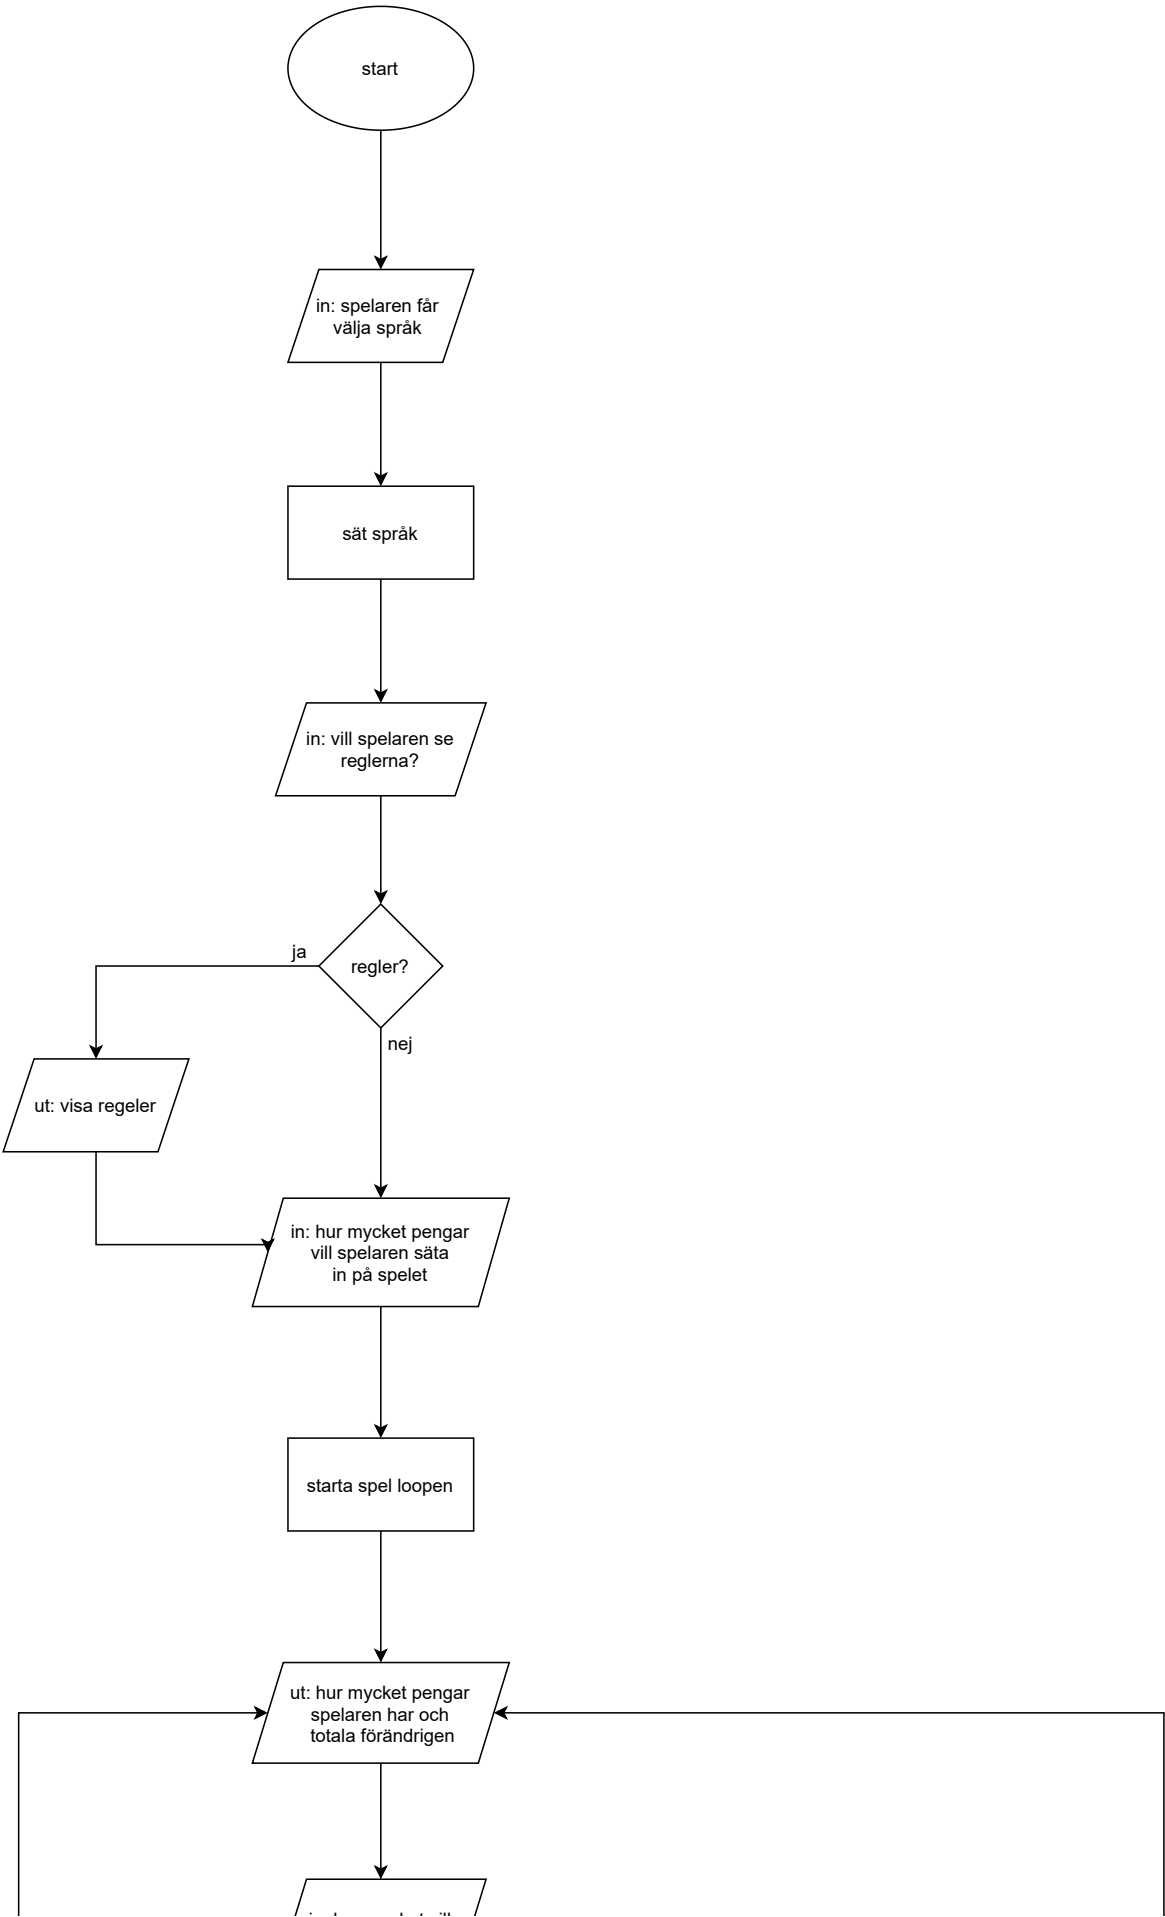 start
in: spelaren får
välja språk
sät språk
in: vill spelaren se
reglerna?
ja
regler?
nej
ut: visa regeler
in: hur mycket pengar
vill spelaren säta
in på spelet
starta spel loopen
ut: hur mycket pengar
spelaren har och
totala förändrigen